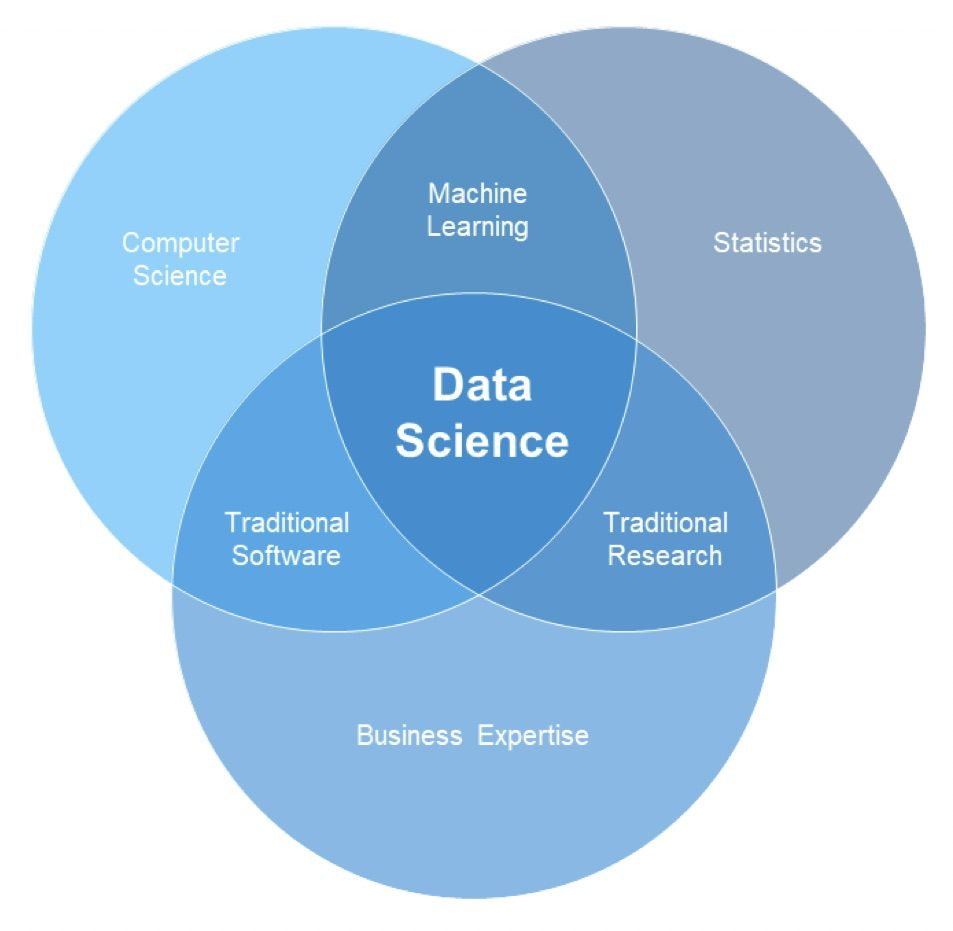 Machine
Learning
Computer
Science
Statistics
Data
Science
Traditional
Software
Traditional
Research
Business Expertise